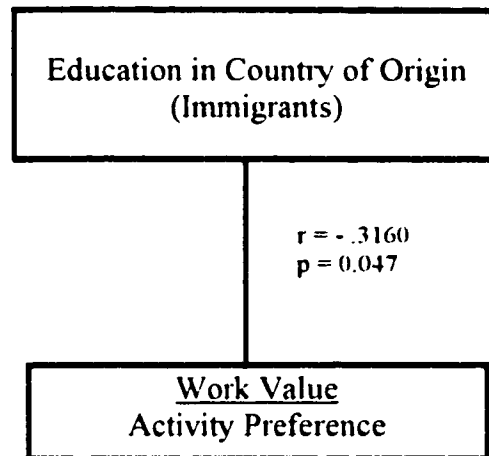 Education in Country of Origin
(Immigrants)
r = - .3160
p = 0.047
Work Value
Activity Preference